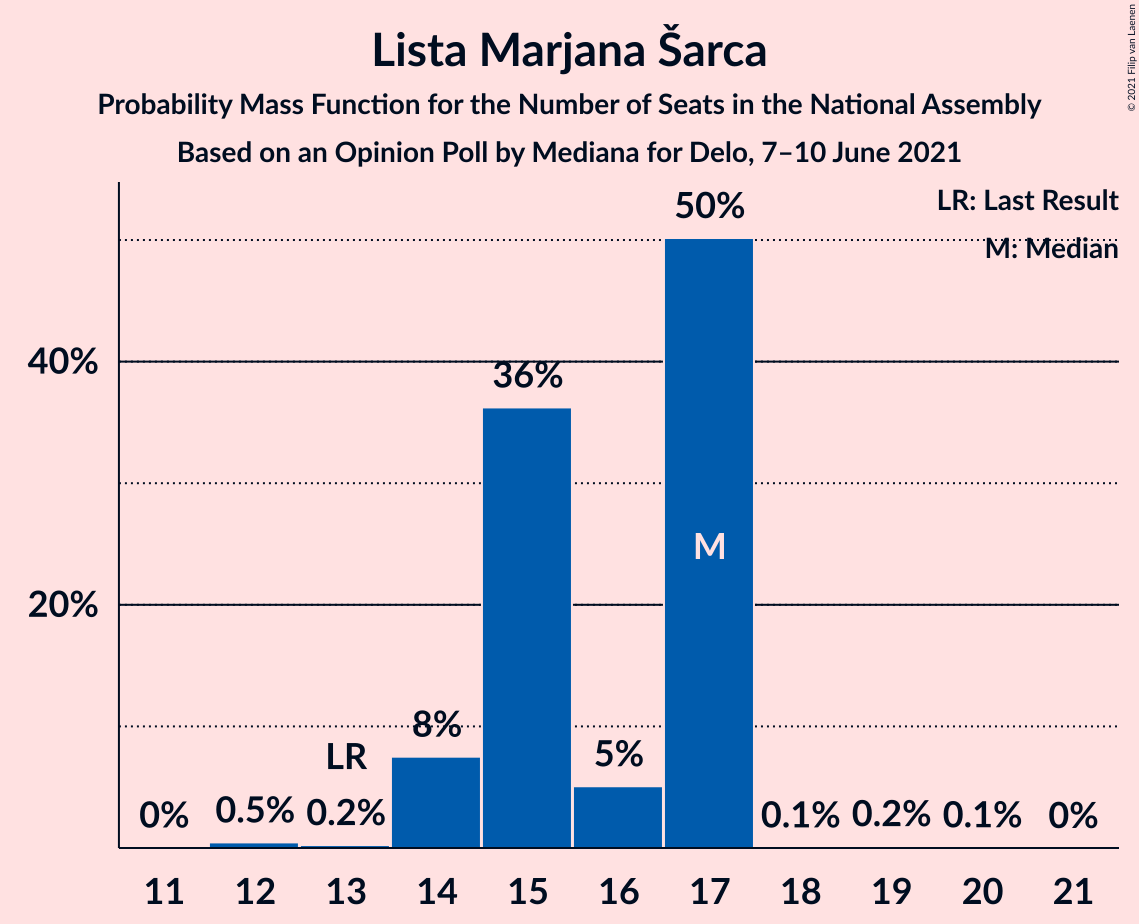 Lista Marjana Šarca
Probability Mass Function for the Number of Seats in the National Assembly
Based on an Opinion Poll by Mediana for Delo, 7–10 June 2021
© 2021 Filip van Laenen
LR: Last Result
M: Median
50%
40%
36%
M
20%
8%
LR
5%
0%
0.5%
0.2%
0.1%
0.2%
0.1%
0%
11 12 13 14 15 16 17 18 19 20 21